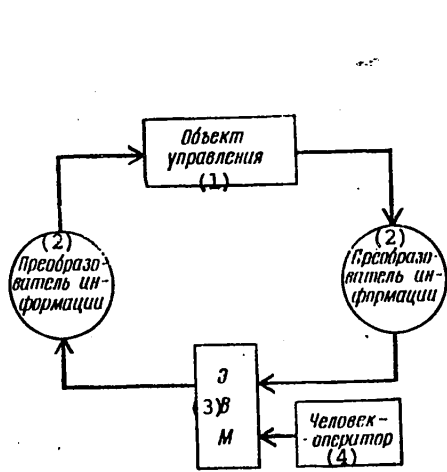 Объект
управления
(1)
(2)
Преобразо-
ватель ин-
формации
(2)
Преобразо-
ватель ин-
формации
Э
(3) В
М
Человек-
-оператор
(4)